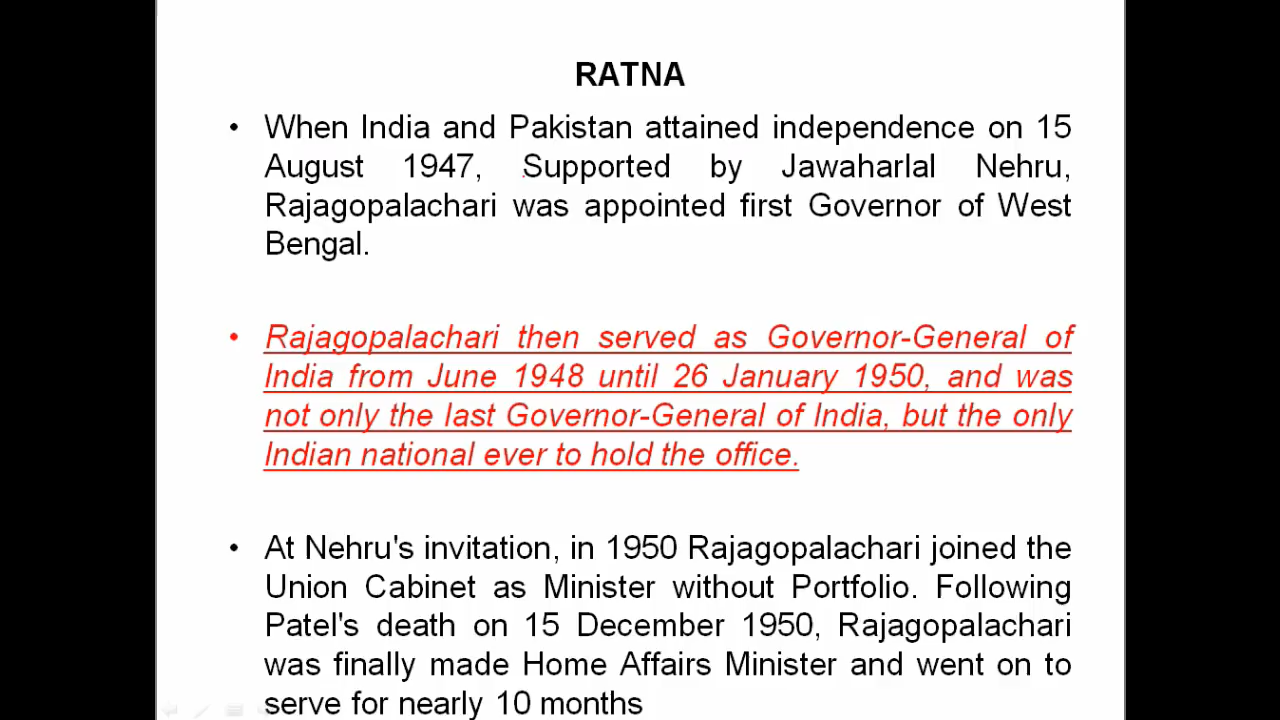 RATNA
• When India and Pakistan attained independence on 15
August 1947, Supported by Jawaharlal Nehru,
Rajagopalachari was appointed first Governor of West
Bengal.
• Rajagopalachari then served as Governor-General of
India from June 1948 until 26 January 1950, and was
not only the last Governor-General of India, but the only
Indian national ever to hold the office.
• At Nehru's invitation, in 1950 Rajagopalachari joined the
Union Cabinet as Minister without Portfolio. Following
Patel's death on 15 December 1950, Rajagopalachari
was finally made Home Affairs Minister and went on to
serve for nearly 10 months